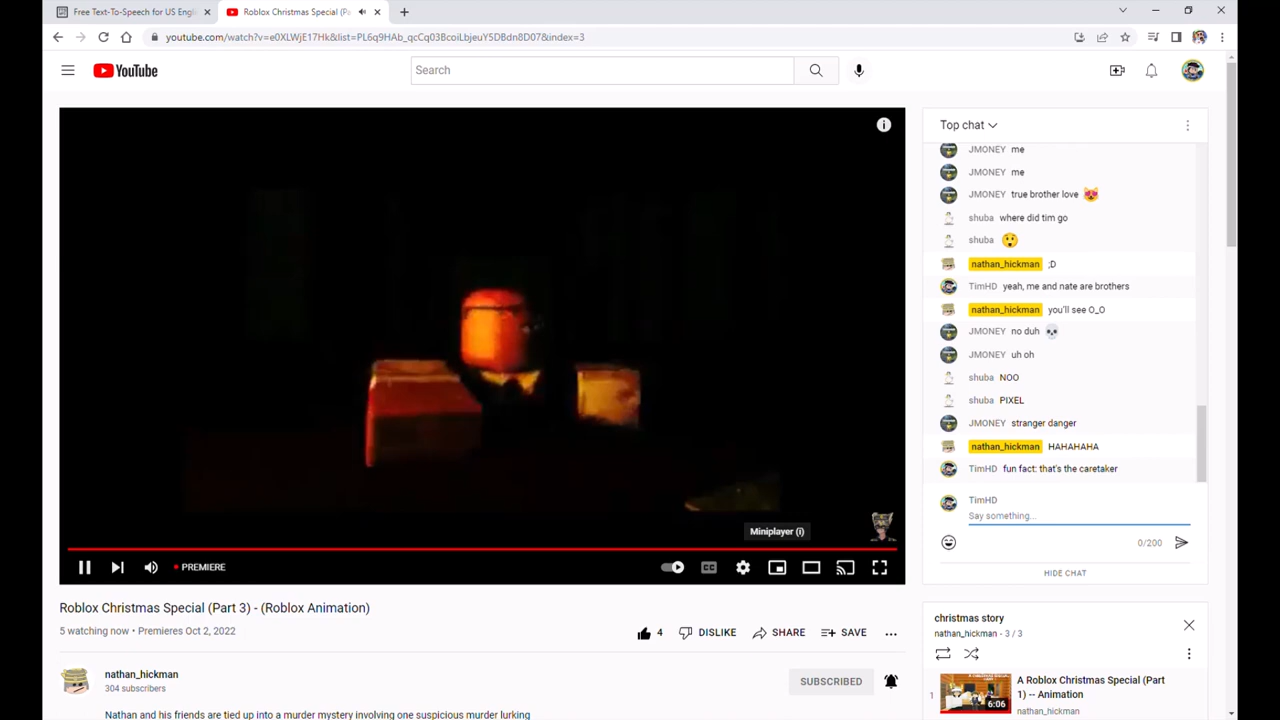 Free Text-To-Speech for US Engl
Roblox Christmas Special (Pa
youtube.com/watch?v=e0XLWjE17Hk&list=PL6q9HAb_qcCq03BcoiLbjeuY5DBdn8D07&index=3
YouTube
Search
Top chat
JMONEY me
JMONEY me
JMONEY true brother love 😻
shuba where did tim go
shuba 😲
nathan_hickman ;D
TimHD yeah, me and nate are brothers
nathan_hickman you'll see O_O
JMONEY no duh 💀
JMONEY uh oh
shuba NOO
shuba PIXEL
JMONEY stranger danger
nathan_hickman HAHAHAHA
TimHD fun fact: that's the caretaker
TimHD
Say something...
0/200
HIDE CHAT
Miniplayer (i)
PREMIERE
CC
Roblox Christmas Special (Part 3) - (Roblox Animation)
5 watching now • Premieres Oct 2, 2022
4 DISLIKE SHARE SAVE
nathan_hickman
304 subscribers
SUBSCRIBED
Nathan and his friends are tied up into a murder mystery involving one suspicious murder lurking
christmas story
nathan_hickman - 3 / 3
1
6:06
A Roblox Christmas Special (Part
1) -- Animation
nathan_hickman